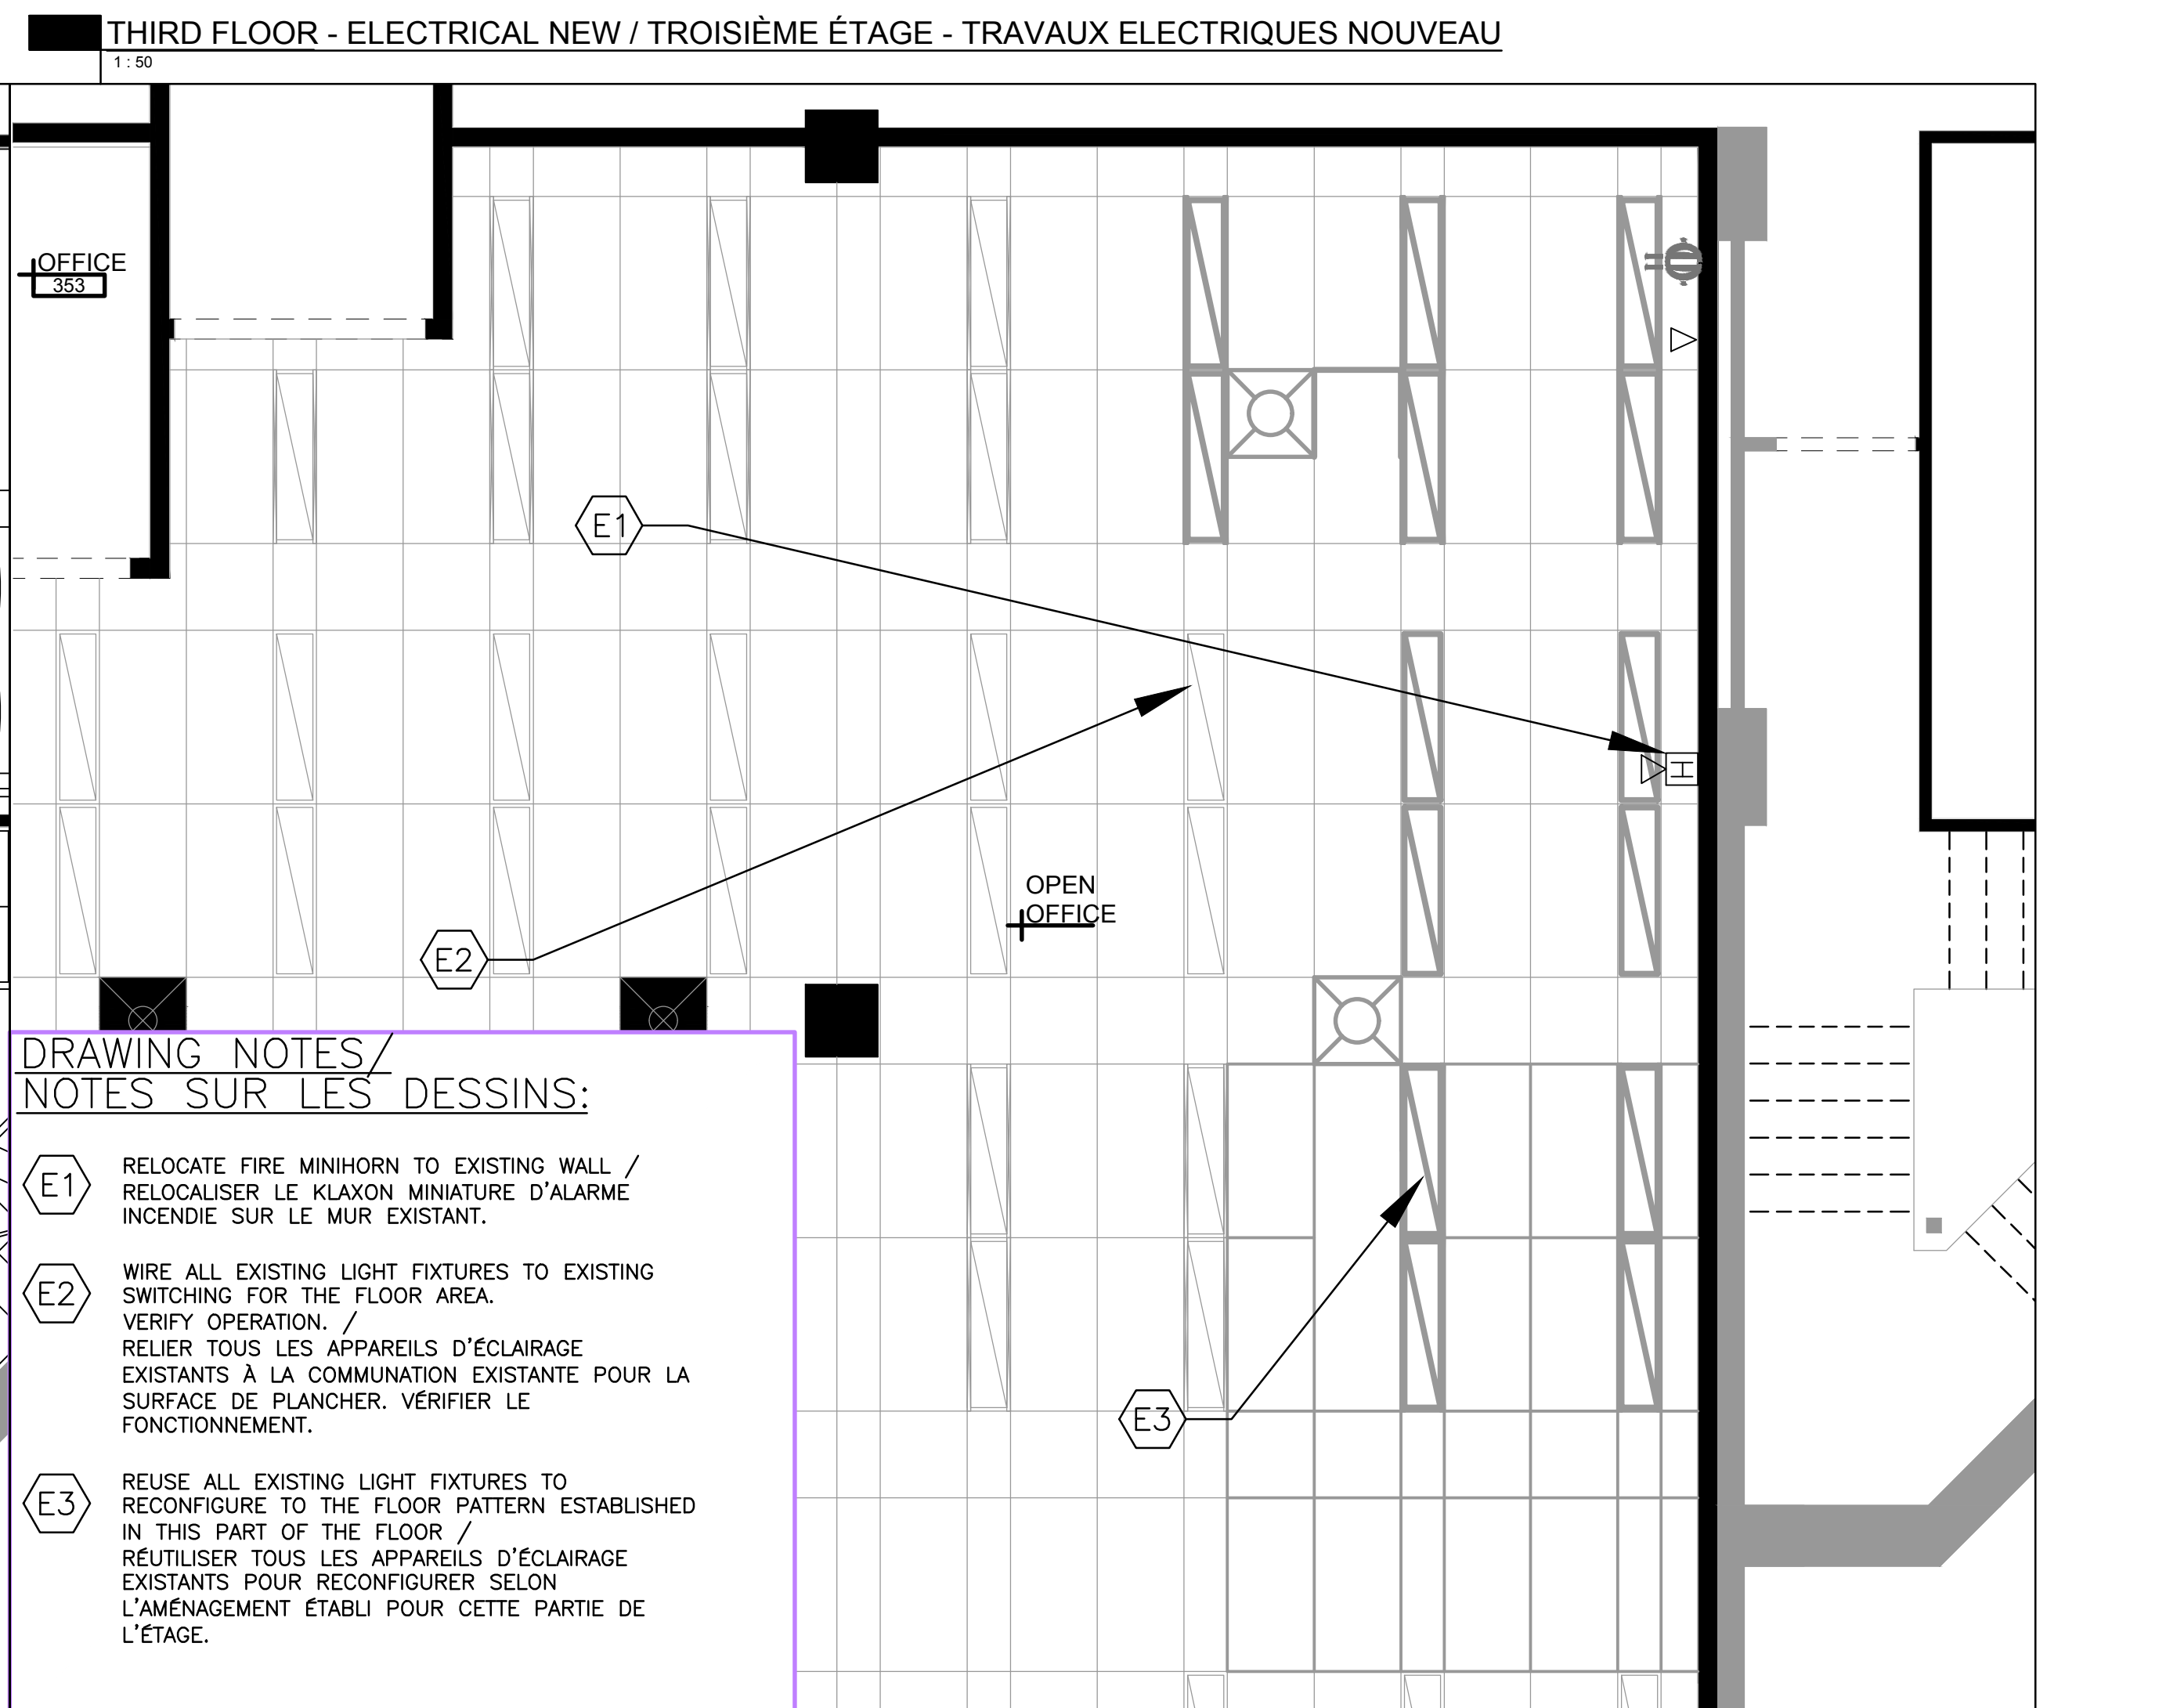 THIRD FLOOR - ELECTRICAL NEW / TROISIÈME ÉTAGE - TRAVAUX ELECTRIQUES NOUVEAU
1 : 50
OFFICE
353
E1
H
OPEN
OFFICE
E2
E3
DRAWING NOTES/
NOTES SUR LES DESSINS:
E1
RELOCATE FIRE MINIHORN TO EXISTING WALL /
RELOCALISER LE KLAXON MINIATURE D'ALARME
INCENDIE SUR LE MUR EXISTANT.
E2
WIRE ALL EXISTING LIGHT FIXTURES TO EXISTING
SWITCHING FOR THE FLOOR AREA.
VERIFY OPERATION. /
RELIER TOUS LES APPAREILS D'ÉCLAIRAGE
EXISTANTS À LA COMMUNATION EXISTANTE POUR LA
SURFACE DE PLANCHER. VÉRIFIER LE
FONCTIONNEMENT.
E3
REUSE ALL EXISTING LIGHT FIXTURES TO
RECONFIGURE TO THE FLOOR PATTERN ESTABLISHED
IN THIS PART OF THE FLOOR /
RÉUTILISER TOUS LES APPAREILS D'ÉCLAIRAGE
EXISTANTS POUR RECONFIGURER SELON
L'AMÉNAGEMENT ÉTABLI POUR CETTE PARTIE DE
L'ÉTAGE.